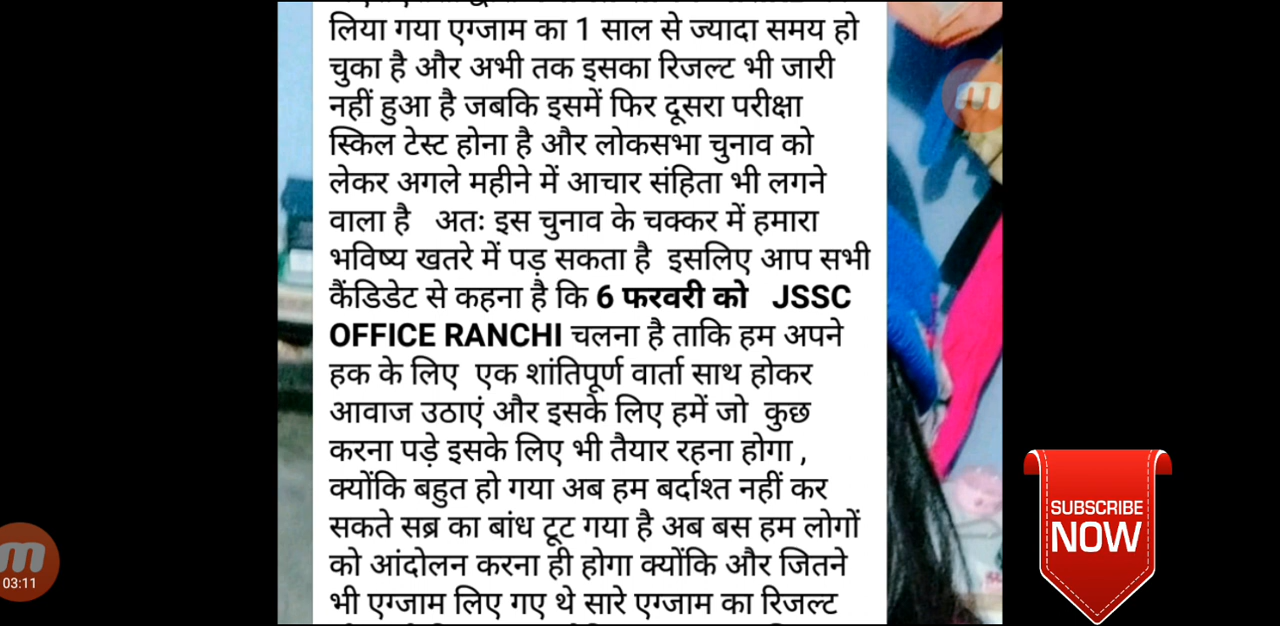 लिया गया एग्जाम का 1 साल से ज्यादा समय हो
चुका है और अभी तक इसका रिजल्ट भी जारी
नहीं हुआ है जबकि इसमें फिर दूसरा परीक्षा
स्किल टेस्ट होना है और लोकसभा चुनाव को
लेकर अगले महीने में आचार संहिता भी लगने
वाला है अतः इस चुनाव के चक्कर में हमारा
भविष्य खतरे में पड़ सकता है इसलिए आप सभी
कैंडिडेट से कहना है कि 6 फरवरी को JSSC
OFFICE RANCHI चलना है ताकि हम अपने
हक के लिए एक शांतिपूर्ण वार्ता साथ होकर
आवाज उठाएं और इसके लिए हमें जो कुछ
करना पड़े इसके लिए भी तैयार रहना होगा ,
क्योंकि बहुत हो गया अब हम बर्दाश्त नहीं कर
सकते सब्र का बांध टूट गया है अब बस हम लोगों
को आंदोलन करना ही होगा क्योंकि और जितने
भी एग्जाम लिए गए थे सारे एग्जाम का रिजल्ट
03:11
SUBSCRIBE
NOW